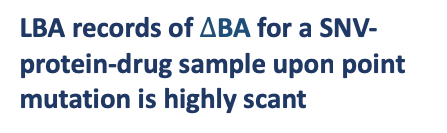 LBA records of ΔBA for a SNV-
protein-drug sample upon point
mutation is highly scant